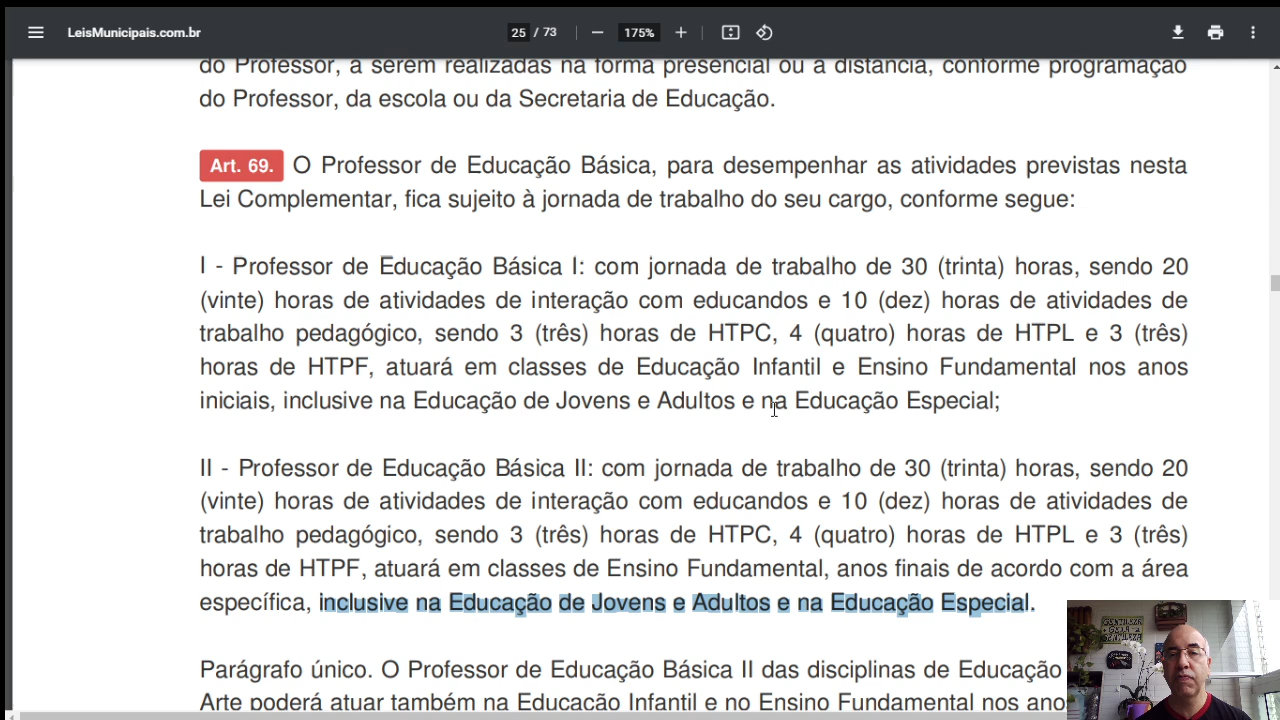 LeisMunicipais.com.br
25 / 73
175%
do Professor, a serem realizadas na forma presencial ou a distância, conforme programação
do Professor, da escola ou da Secretaria de Educação.
Art. 69. O Professor de Educação Básica, para desempenhar as atividades previstas nesta
Lei Complementar, fica sujeito à jornada de trabalho do seu cargo, conforme segue:
I - Professor de Educação Básica I: com jornada de trabalho de 30 (trinta) horas, sendo 20
(vinte) horas de atividades de interação com educandos e 10 (dez) horas de atividades de
trabalho pedagógico, sendo 3 (três) horas de HTPC, 4 (quatro) horas de HTPL e 3 (três)
horas de HTPF, atuará em classes de Educação Infantil e Ensino Fundamental nos anos
iniciais, inclusive na Educação de Jovens e Adultos e na Educação Especial;
II - Professor de Educação Básica II: com jornada de trabalho de 30 (trinta) horas, sendo 20
(vinte) horas de atividades de interação com educandos e 10 (dez) horas de atividades de
trabalho pedagógico, sendo 3 (três) horas de HTPC, 4 (quatro) horas de HTPL e 3 (três)
horas de HTPF, atuará em classes de Ensino Fundamental, anos finais de acordo com a área
específica, inclusive na Educação de Jovens e Adultos e na Educação Especial.
Parágrafo único. O Professor de Educação Básica II das disciplinas de Educação
Arte poderá atuar também na Educação Infantil e no Ensino Fundamental nos ano